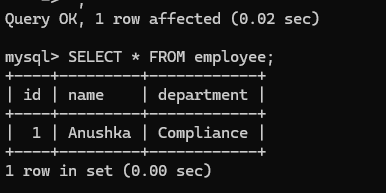 -> ;
Query OK, 1 row affected (0.02 sec)
mysql> SELECT * FROM employee;
+----+---------+------------+
| id | name    | department |
+----+---------+------------+
|  1 | Anushka | Compliance |
+----+---------+------------+
1 row in set (0.00 sec)